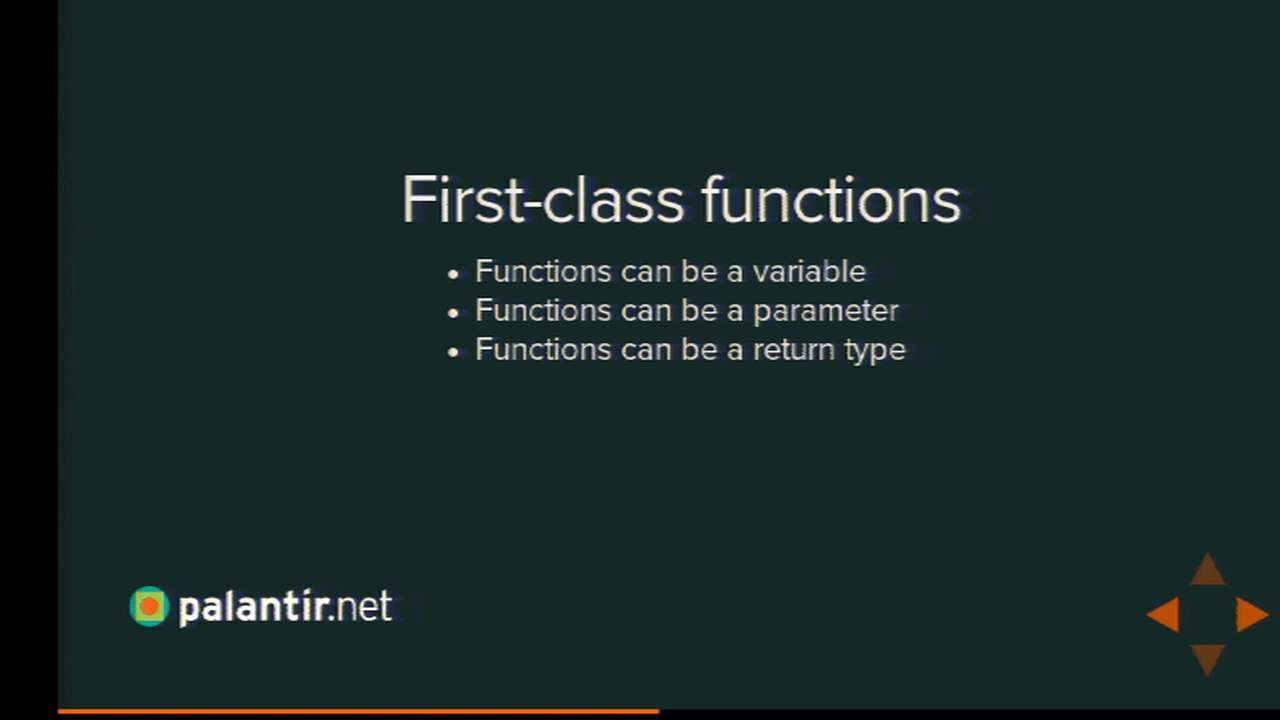 First-class functions
Functions can be a variable
Functions can be a parameter
Functions can be a return type
palantir.net